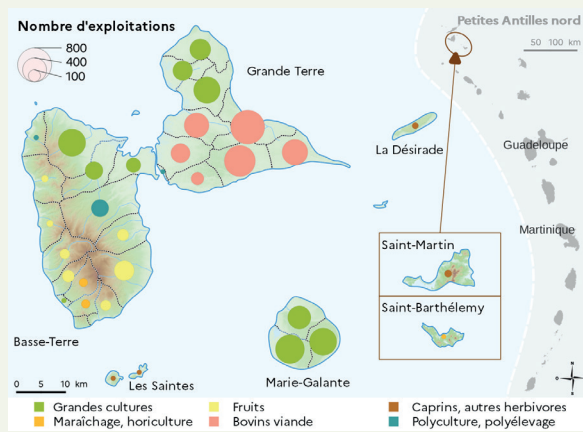 Nombre d'exploitations
800
400
100
Grande Terre
Petites Antilles nord
50 100 km
La Désirade
Guadeloupe
Martinique
Saint-Martin
Saint-Barthélemy
Basse-Terre
Les Saintes
Marie-Galante
0 5 10 km
N
Grandes cultures
Fruits
Caprins, autres herbivores
Maraîchage, horiculture
Bovins viande
Polyculture, polyélevage